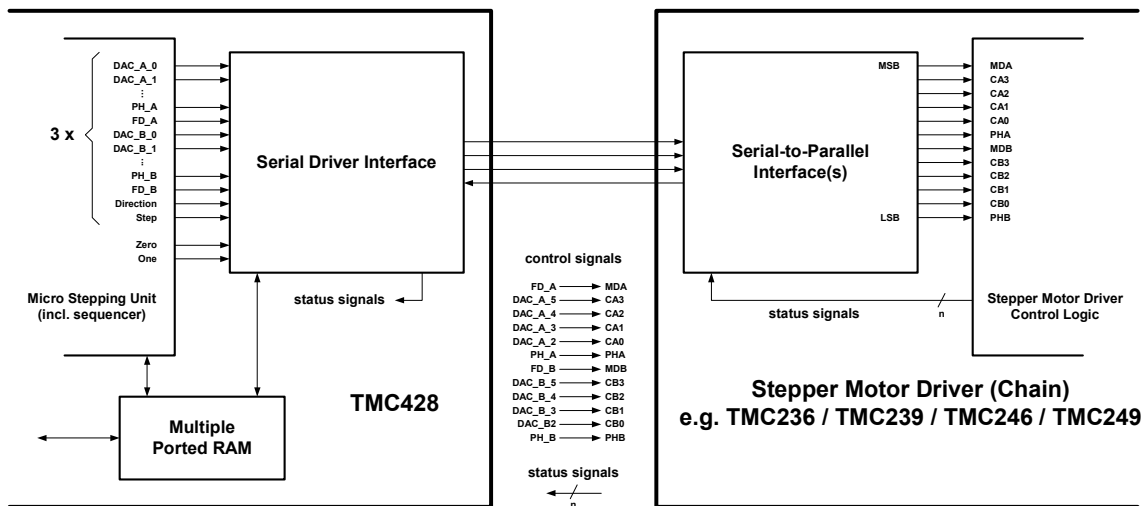 DAC_A_0
DAC_A_1
⋮
PH_A
FD_A
DAC_B_0
DAC_B_1
⋮
PH_B
FD_B
Direction
Step
3 x
Zero
One
Micro Stepping Unit
(incl. sequencer)
Serial Driver Interface
status signals
Multiple
Ported RAM
TMC428
control signals
FD_A MDA
DAC_A_5 CA3
DAC_A_4 CA2
DAC_A_3 CA1
DAC_A_2 CA0
PH_A PHA
FD_B MDB
DAC_B_5 CB3
DAC_B_4 CB2
DAC_B_3 CB1
DAC_B2 CB0
PH_B PHB
status signals
n
Serial-to-Parallel
Interface(s)
MSB
LSB
MDA
CA3
CA2
CA1
CA0
PHA
MDB
CB3
CB2
CB1
CB0
PHB
status signals
n
Stepper Motor Driver
Control Logic
Stepper Motor Driver (Chain)
e.g. TMC236 / TMC239 / TMC246 / TMC249